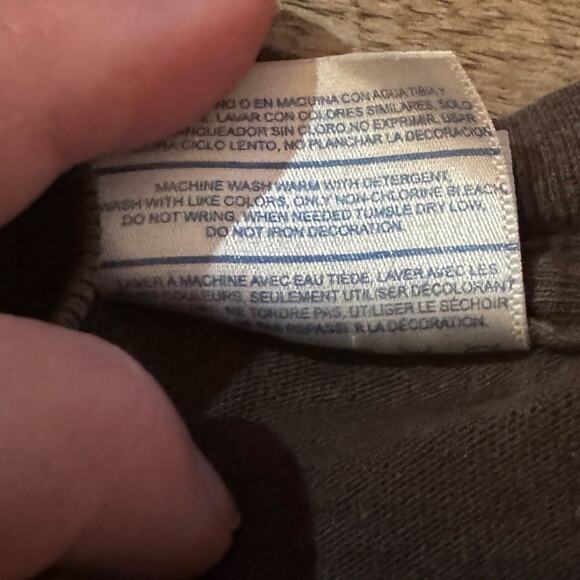 O EN MAQUINA CON AGUA TIBIA Y
LAVAR CON COLORES SIMILARES, SOLO
BLANQUEADOR SIN CLORO, NO EXPRIMIR. USAR
CICLO LENTO, NO PLANCHAR LA DECORACION
MACHINE WASH WARM WITH DETERGENT,
WASH WITH LIKE COLORS, ONLY NON-CHLORINE BLEACH,
DO NOT WRING, WHEN NEEDED TUMBLE DRY LOW,
DO NOT IRON DECORATION.
LAVER A MACHINE AVEC EAU TIEDE, LAVER AVEC LES
COULEURS, SEULEMENT UTILISER DECOLORANT
NE TORDRE PAS, UTILIGER LE SECHOIR
PAS REPASSER LA DECORATION.